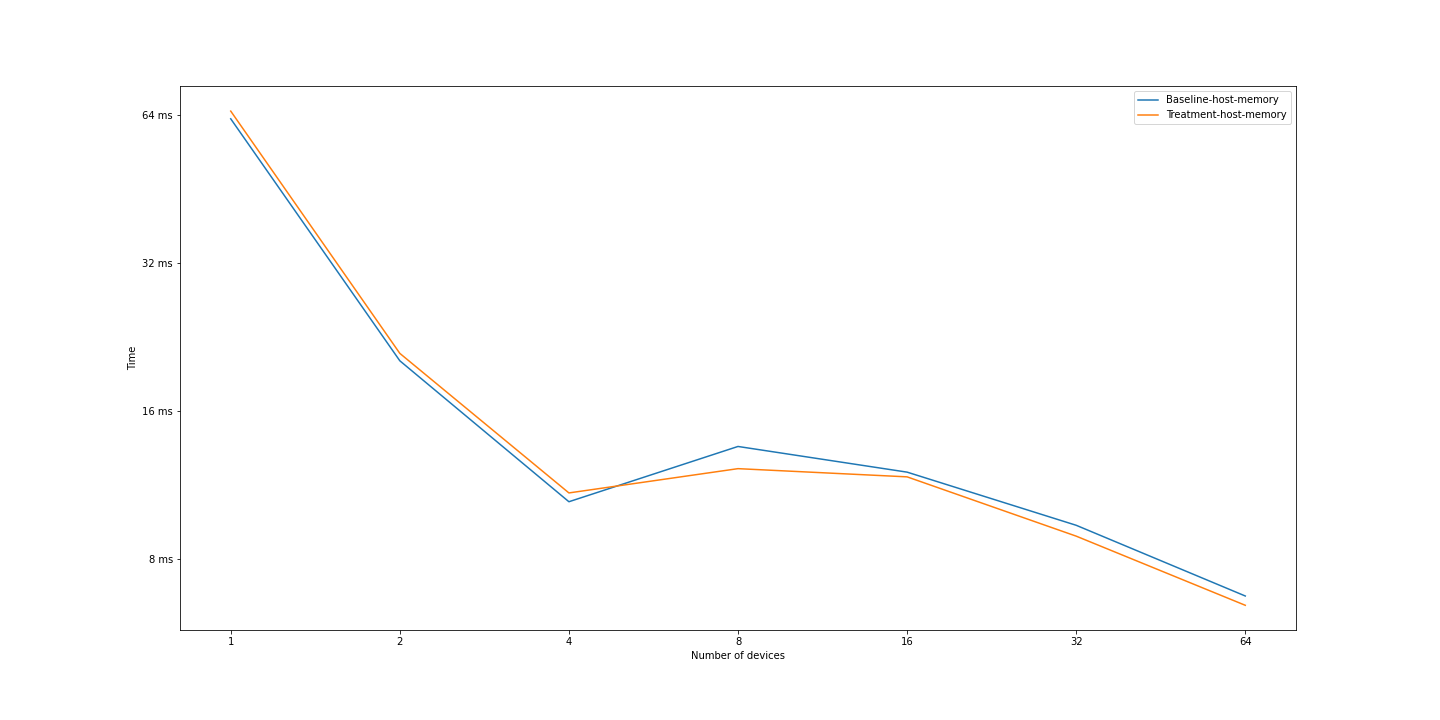 Baseline-host-memory
Treatment-host-memory
64 ms
32 ms
16 ms
8 ms
Time
1 2 4 8 16 32 64
Number of devices